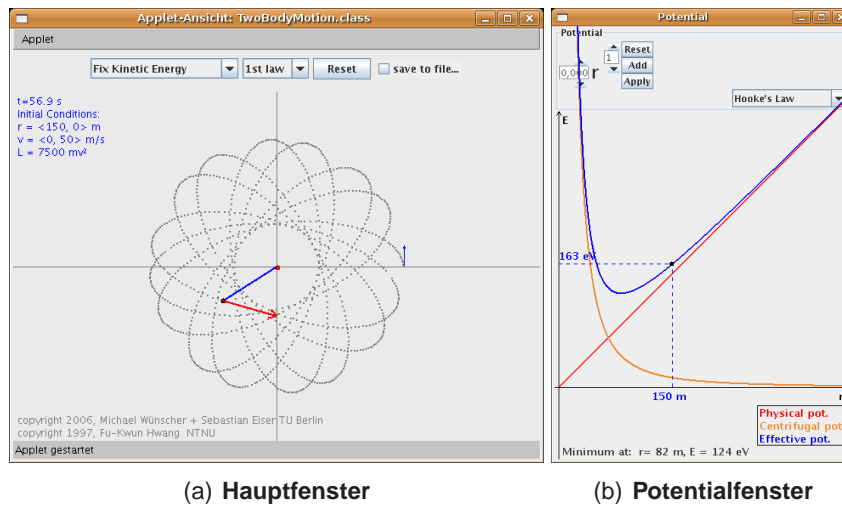 Applet-Ansicht: TwoBodyMotion.class
Applet
Fix Kinetic Energy
1st law
Reset
save to file...
t=56.9 s
Initial Conditions:
r = <150, 0> m
v = <0, 50> m/s
L = 7500 mv²
copyright 2006, Michael Wünscher + Sebastian Eiser TU Berlin
copyright 1997, Fu-Kwun Hwang NTNU
Applet gestartet
(a) Hauptfenster
Potential
Potential
0,000 r
1
Reset
Add
Apply
Hooke's Law
E
163 eV
150 m
r
Physical pot.
Centrifugal pot
Effective pot.
Minimum at: r= 82 m, E = 124 eV
(b) Potentialfenster